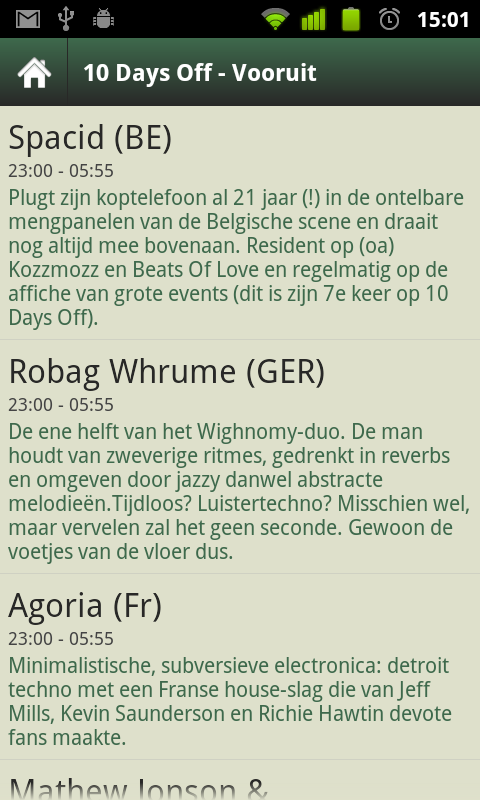 15:01
10 Days Off - Vooruit
Spacid (BE)
23:00 - 05:55
Plugt zijn koptelefoon al 21 jaar (!) in de ontelbare
mengpanelen van de Belgische scene en draait
nog altijd mee bovenaan. Resident op (oa)
Kozzmozz en Beats Of Love en regelmatig op de
affiche van grote events (dit is zijn 7e keer op 10
Days Off).
Robag Whrume (GER)
23:00 - 05:55
De ene helft van het Wighnomy-duo. De man
houdt van zweverige ritmes, gedrenkt in reverbs
en omgeven door jazzy danwel abstracte
melodieën.Tijdloos? Luistertechno? Misschien wel,
maar vervelen zal het geen seconde. Gewoon de
voetjes van de vloer dus.
Agoria (Fr)
23:00 - 05:55
Minimalistische, subversieve electronica: detroit
techno met een Franse house-slag die van Jeff
Mills, Kevin Saunderson en Richie Hawtin devote
fans maakte.
Mathew Jonson &